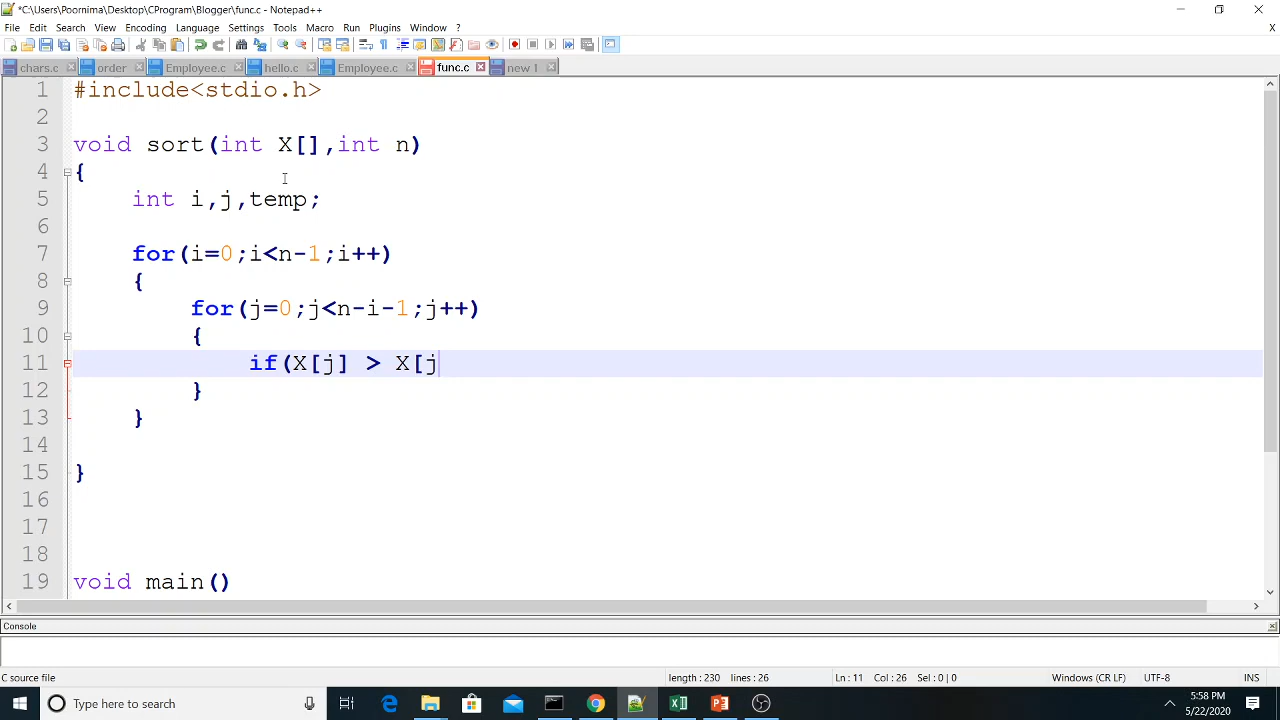 *C:\Users\Poornima\Desktop\CProgram\Blogger\func.c - Notepad++
File Edit Search View Encoding Language Settings Tools Macro Run Plugins Window ? X
chars.c order Employee.c hello.c Employee.c func.c new 1
1 #include<stdio.h>
2
3 void sort(int X[],int n)
4 {
5 int i,j,temp;
6
7 for(i=0;i<n-1;i++)
8 {
9 for(j=0;j<n-i-1;j++)
10 {
11 if(X[j] > X[j
12 }
13 }
14
15 }
16
17
18
19 void main()
Console
C source file length : 230 lines : 26 Ln : 11 Col : 26 Sel : 0 | 0 Windows (CR LF) UTF-8 INS
Type here to search
5:58 PM
5/22/2020